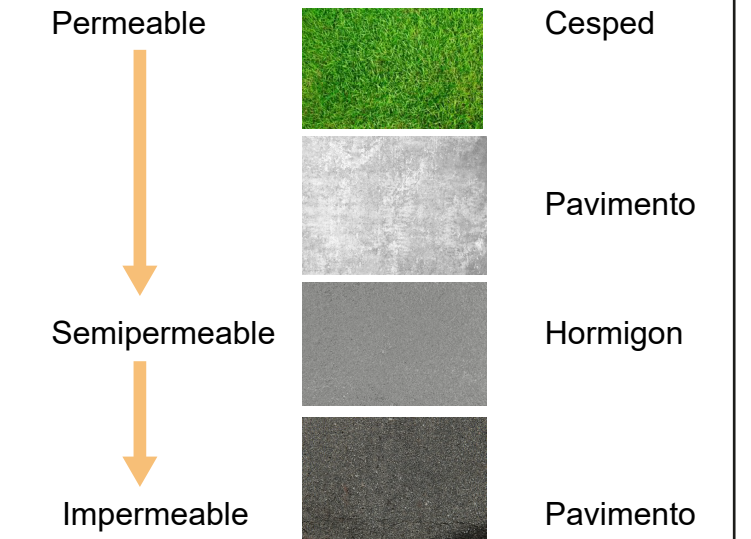 Permeable
Cesped
Pavimento
Semipermeable
Hormigon
Impermeable
Pavimento